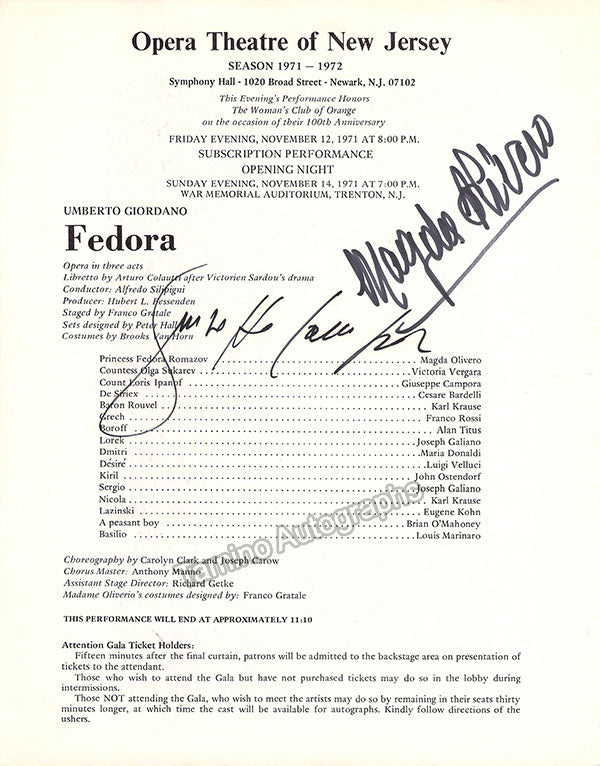 Opera Theatre of New Jersey
SEASON 1971 – 1972
Symphony Hall - 1020 Broad Street - Newark, N.J. 07102
This Evening's Performance Honors
The Woman's Club of Orange
on the occasion of their 100th Anniversary
FRIDAY EVENING, NOVEMBER 12, 1971 AT 8:00 P.M.
SUBSCRIPTION PERFORMANCE
OPENING NIGHT
SUNDAY EVENING, NOVEMBER 14, 1971 AT 7:00 P.M.
WAR MEMORIAL AUDITORIUM, TRENTON, N.J.
Magda Olivero
UMBERTO GIORDANO
Fedora
Opera in three acts
Libretto by Arturo Colautti after Victorien Sardou's drama
Conductor: Alfredo Silipigni
Producer: Hubert L. Fessenden
Staged by Franco Gratale
Sets designed by Peter Hall
Costumes by Brooks Van Horn
Giuseppe Campora
Princess Fedora Romazov . . . . Magda Olivero
Countess Olga Sukarev . . . . Victoria Vergara
Count Loris Ipanof . . . . Giuseppe Campora
De Siriex . . . . Cesare Bardelli
Baron Rouvel . . . . Karl Krause
Grech . . . . Franco Rossi
Boroff . . . . Alan Titus
Lorek . . . . Joseph Galiano
Dmitri . . . . Maria Donaldi
Désiré . . . . Luigi Velluci
Kiril . . . . John Ostendorf
Sergio . . . . Joseph Galiano
Nicola . . . . Karl Krause
Lazinski . . . . Eugene Kohn
A peasant boy . . . . Brian O'Mahoney
Basilio . . . . Louis Marinaro
Tamino Autographs
Choreography by Carolyn Clark and Joseph Carow
Chorus Master: Anthony Manno
Assistant Stage Director: Richard Getke
Madame Oliverio's costumes designed by: Franco Gratale
THIS PERFORMANCE WILL END AT APPROXIMATELY 11:10
Attention Gala Ticket Holders:
Fifteen minutes after the final curtain, patrons will be admitted to the backstage area on presentation of
tickets to the attendant.
Those who wish to attend the Gala but have not purchased tickets may do so in the lobby during
intermissions.
Those NOT attending the Gala, who wish to meet the artists may do so by remaining in their seats thirty
minutes longer, at which time the cast will be available for autographs. Kindly follow directions of the
ushers.